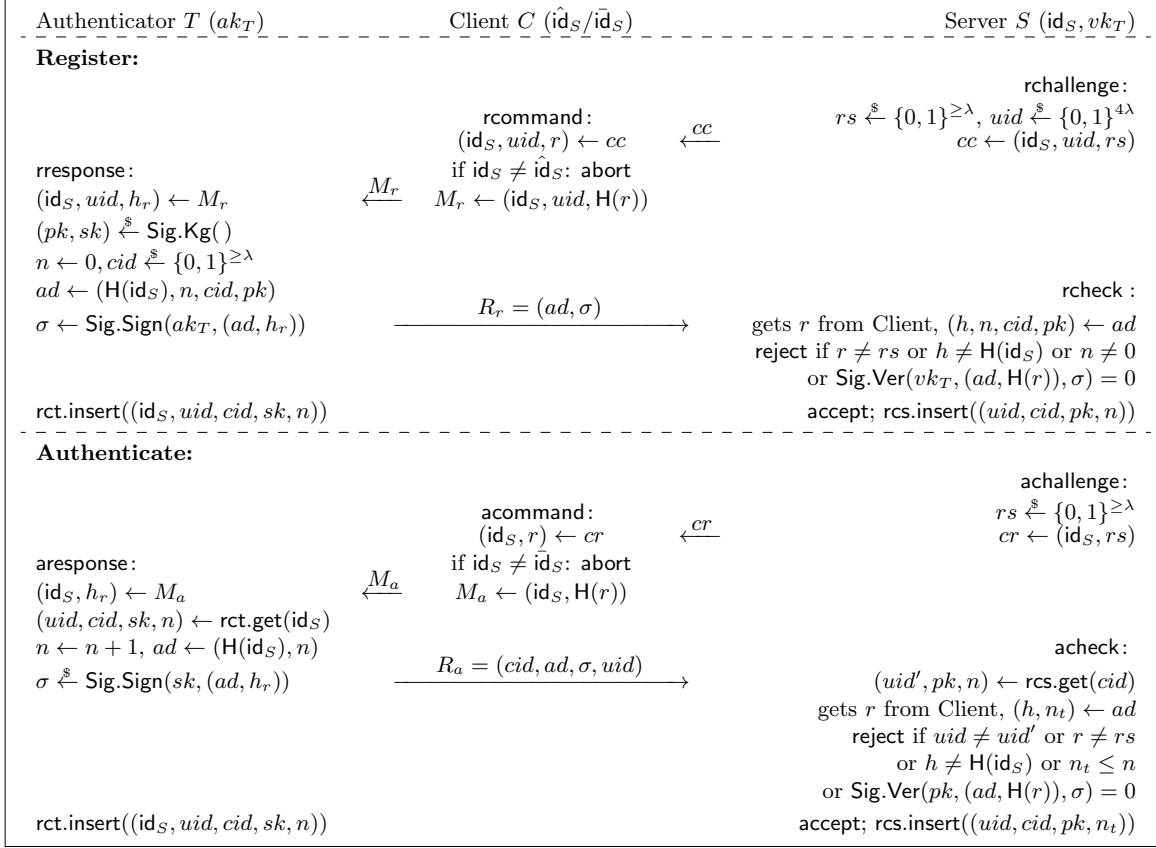 Authenticator T (ak_T) Client C (îd_S/īd_S) Server S (id_S, vk_T)
Register:
rchallenge:
rcommand: rs ←$ {0,1}^{≥λ}, uid ←$ {0,1}^{4λ}
(id_S, uid, r) ← cc ←cc cc ← (id_S, uid, rs)
rresponse: if id_S ≠ îd_S: abort
(id_S, uid, h_r) ← M_r ←M_r M_r ← (id_S, uid, H(r))
(pk, sk) ←$ Sig.Kg( )
n ← 0, cid ←$ {0,1}^{≥λ}
ad ← (H(id_S), n, cid, pk) rcheck :
σ ← Sig.Sign(ak_T, (ad, h_r)) R_r = (ad, σ) gets r from Client, (h, n, cid, pk) ← ad
reject if r ≠ rs or h ≠ H(id_S) or n ≠ 0
or Sig.Ver(vk_T, (ad, H(r)), σ) = 0
rct.insert((id_S, uid, cid, sk, n)) accept; rcs.insert((uid, cid, pk, n))
Authenticate:
achallenge:
acommand: rs ←$ {0,1}^{≥λ}
(id_S, r) ← cr ←cr cr ← (id_S, rs)
aresponse: if id_S ≠ īd_S: abort
(id_S, h_r) ← M_a ←M_a M_a ← (id_S, H(r))
(uid, cid, sk, n) ← rct.get(id_S)
n ← n + 1, ad ← (H(id_S), n) acheck:
σ ←$ Sig.Sign(sk, (ad, h_r)) R_a = (cid, ad, σ, uid) (uid′, pk, n) ← rcs.get(cid)
gets r from Client, (h, n_t) ← ad
reject if uid ≠ uid′ or r ≠ rs
or h ≠ H(id_S) or n_t ≤ n
or Sig.Ver(pk, (ad, H(r)), σ) = 0
rct.insert((id_S, uid, cid, sk, n)) accept; rcs.insert((uid, cid, pk, n_t))